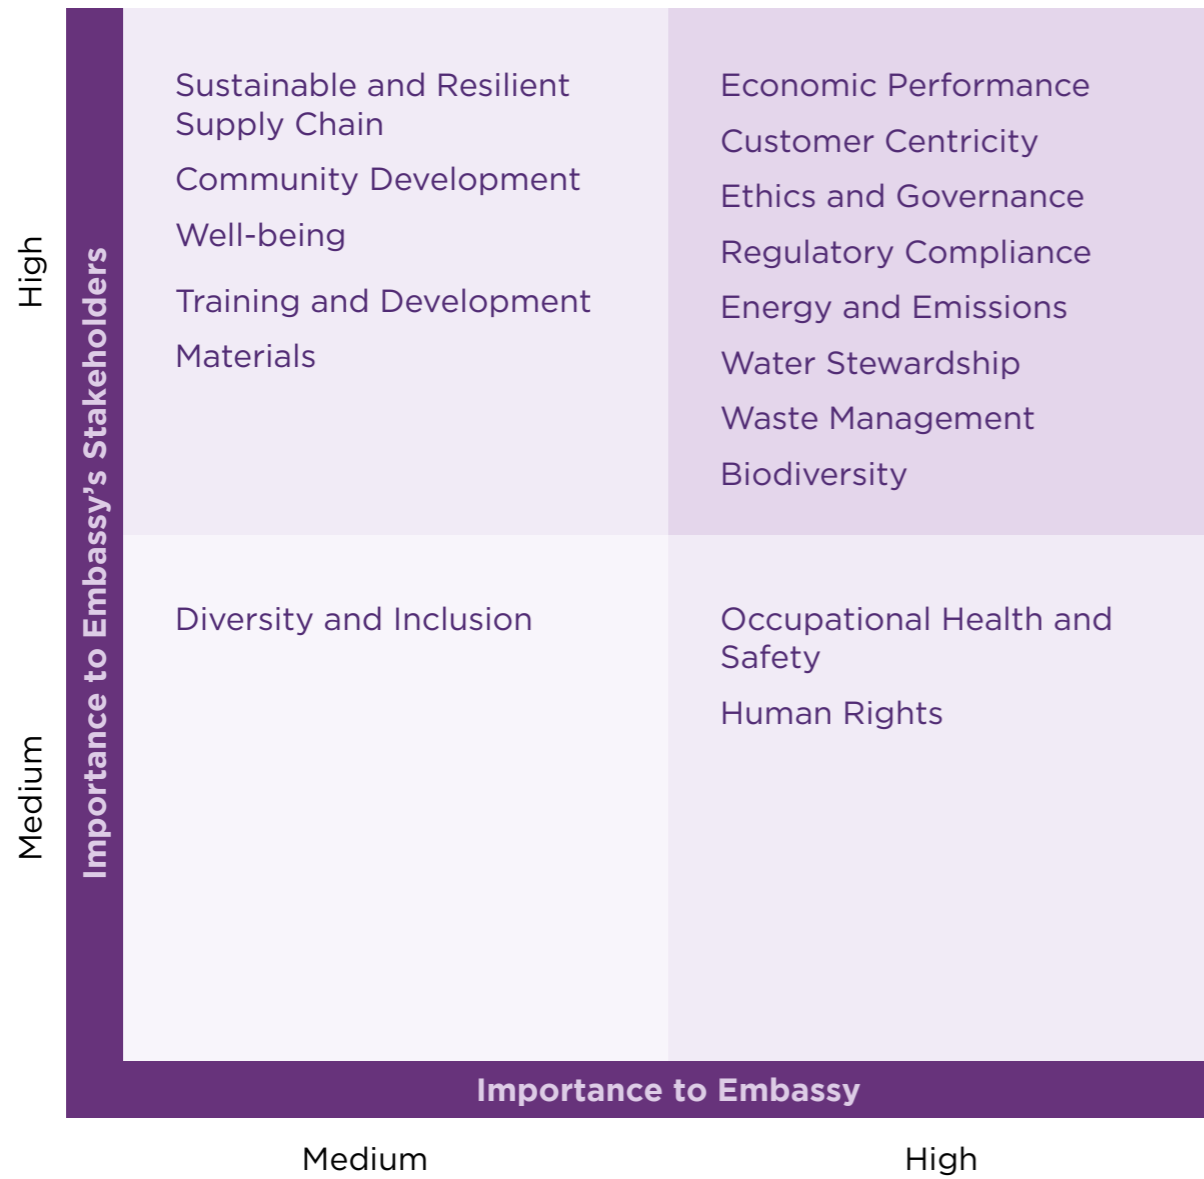 High
Medium
Importance to Embassy’s Stakeholders
Sustainable and Resilient
Supply Chain
Community Development
Well-being
Training and Development
Materials
Economic Performance
Customer Centricity
Ethics and Governance
Regulatory Compliance
Energy and Emissions
Water Stewardship
Waste Management
Biodiversity
Diversity and Inclusion
Occupational Health and
Safety
Human Rights
Importance to Embassy
Medium
High